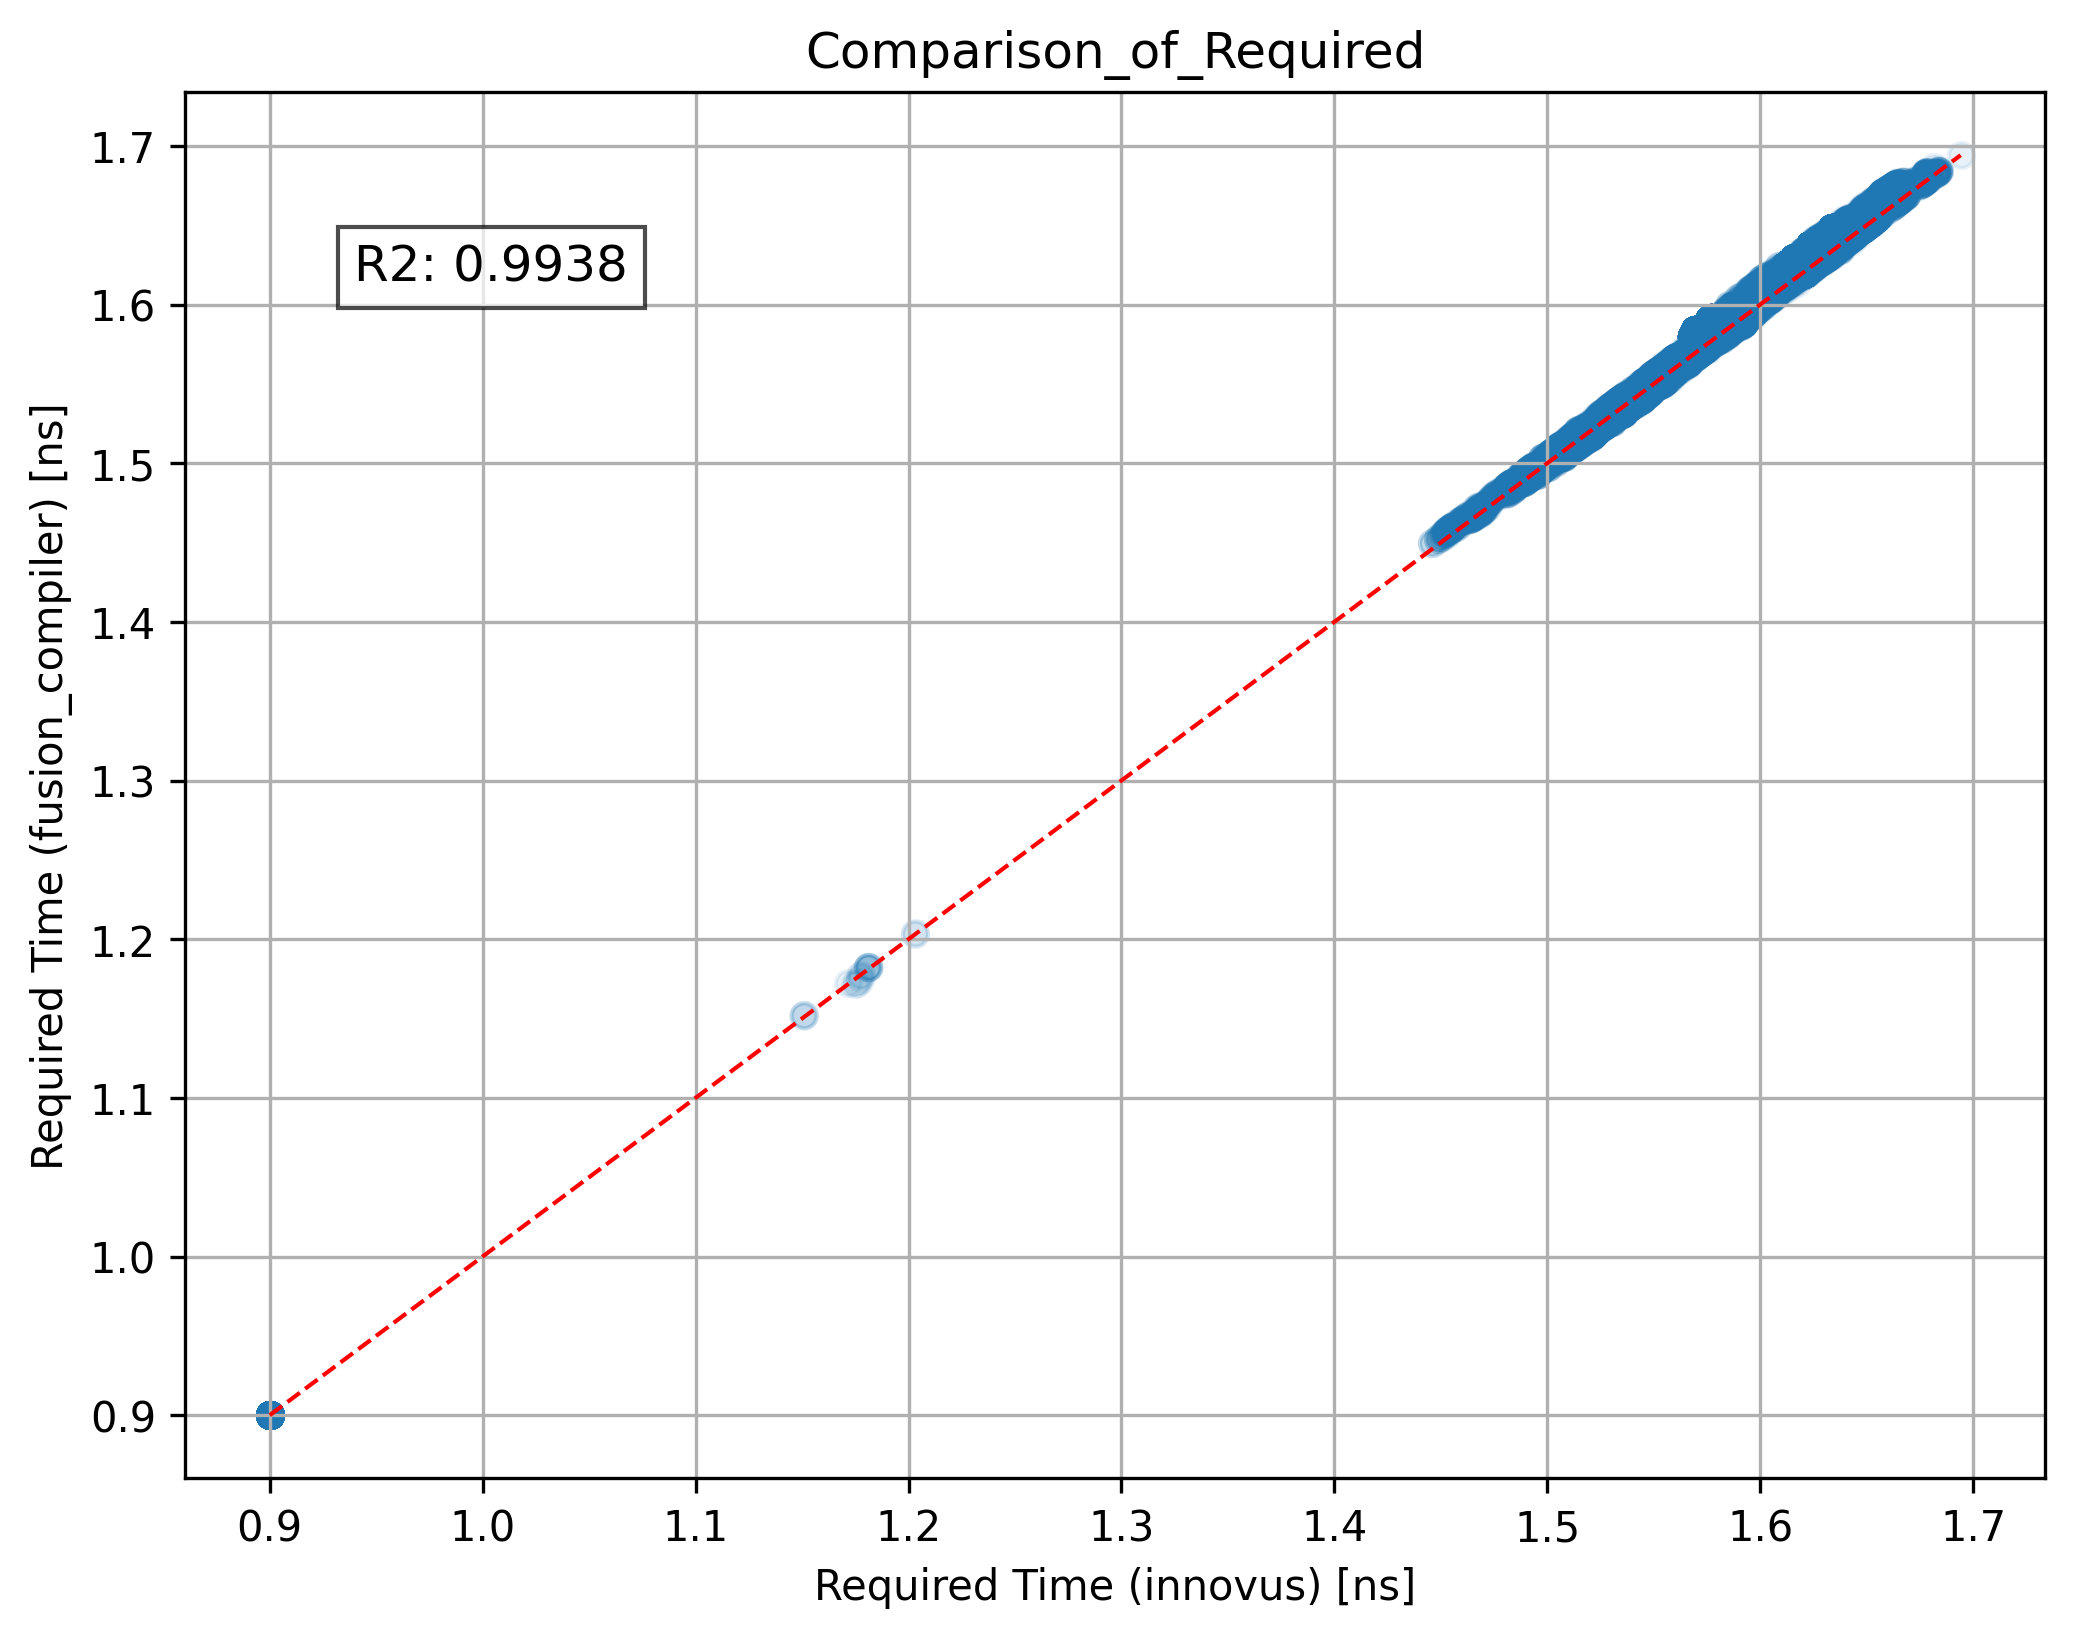 Comparison_of_Required
R2: 0.9938
Required Time (fusion_compiler) [ns]
1.7
1.6
1.5
1.4
1.3
1.2
1.1
1.0
0.9
0.9 1.0 1.1 1.2 1.3 1.4 1.5 1.6 1.7
Required Time (innovus) [ns]